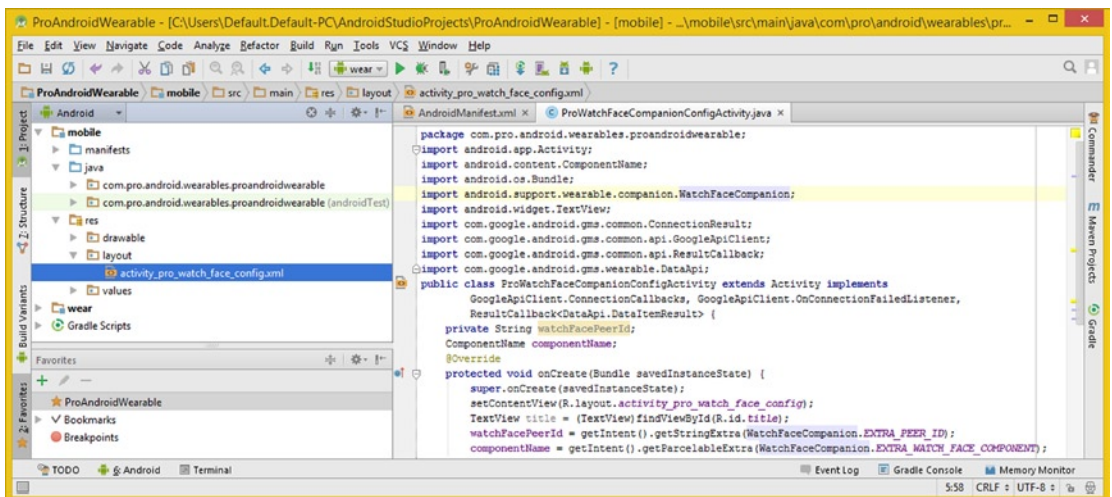 ProAndroidWearable - [C:\Users\Default.Default-PC\AndroidStudioProjects\ProAndroidWearable] - [mobile] - ...\mobile\src\main\java\com\pro\android\wearables\pr...
File Edit View Navigate Code Analyze Refactor Build Run Tools VCS Window Help
wear
ProAndroidWearable mobile src main res layout activity_pro_watch_face_config.xml
1: Project
2: Structure
Build Variants
2: Favorites
Android
mobile
manifests
java
com.pro.android.wearables.proandroidwearable
com.pro.android.wearables.proandroidwearable (androidTest)
res
drawable
layout
activity_pro_watch_face_config.xml
values
wear
Gradle Scripts
Favorites
ProAndroidWearable
Bookmarks
Breakpoints
AndroidManifest.xml ProWatchFaceCompanionConfigActivity.java
package com.pro.android.wearables.proandroidwearable;
import android.app.Activity;
import android.content.ComponentName;
import android.os.Bundle;
import android.support.wearable.companion.WatchFaceCompanion;
import android.widget.TextView;
import com.google.android.gms.common.ConnectionResult;
import com.google.android.gms.common.api.GoogleApiClient;
import com.google.android.gms.common.api.ResultCallback;
import com.google.android.gms.wearable.DataApi;
public class ProWatchFaceCompanionConfigActivity extends Activity implements
GoogleApiClient.ConnectionCallbacks, GoogleApiClient.OnConnectionFailedListener,
ResultCallback<DataApi.DataItemResult> {
private String watchFacePeerId;
ComponentName componentName;
@Override
protected void onCreate(Bundle savedInstanceState) {
super.onCreate(savedInstanceState);
setContentView(R.layout.activity_pro_watch_face_config);
TextView title = (TextView)findViewById(R.id.title);
watchFacePeerId = getIntent().getStringExtra(WatchFaceCompanion.EXTRA_PEER_ID);
componentName = getIntent().getParcelableExtra(WatchFaceCompanion.EXTRA_WATCH_FACE_COMPONENT);
Commander
Maven Projects
Gradle
TODO 6: Android Terminal Event Log Gradle Console Memory Monitor
5:58 CRLF UTF-8